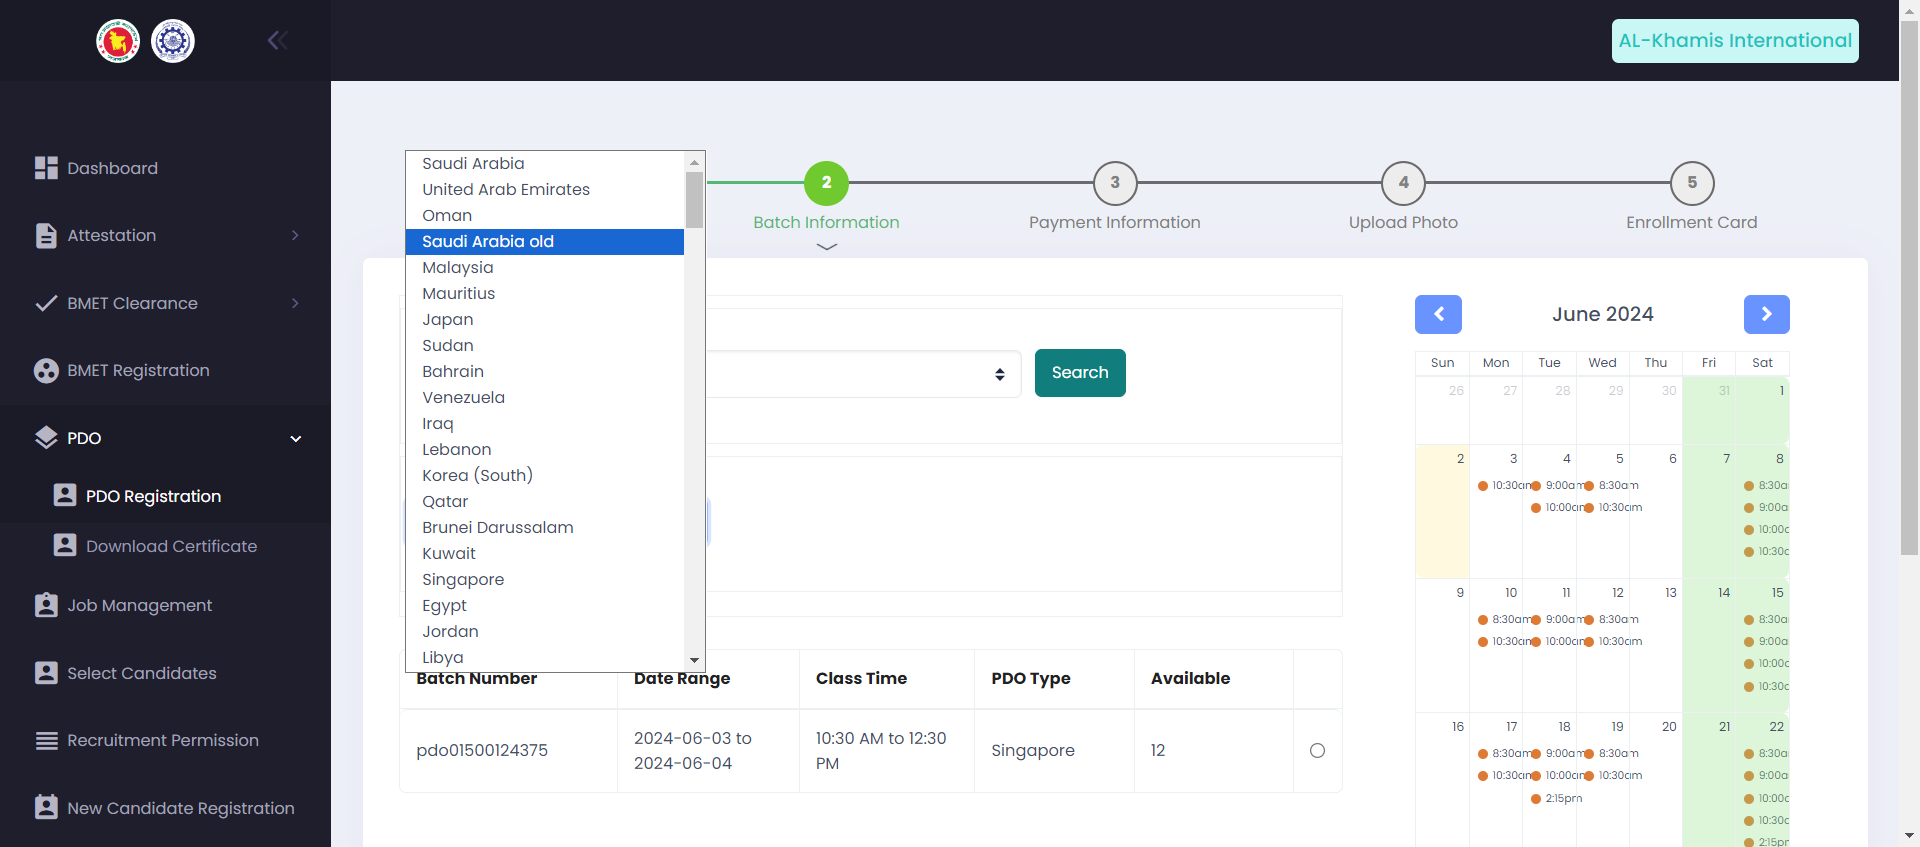 AL-Khamis International
Dashboard
Attestation
BMET Clearance
BMET Registration
PDO
PDO Registration
Download Certificate
Job Management
Select Candidates
Recruitment Permission
New Candidate Registration
2
3
4
5
Batch Information
Payment Information
Upload Photo
Enrollment Card
Saudi Arabia
United Arab Emirates
Oman
Saudi Arabia old
Malaysia
Mauritius
Japan
Sudan
Bahrain
Venezuela
Iraq
Lebanon
Korea (South)
Qatar
Brunei Darussalam
Kuwait
Singapore
Egypt
Jordan
Libya
Search
Batch Number Date Range Class Time PDO Type Available
pdo01500124375 2024-06-03 to 2024-06-04 10:30 AM to 12:30 PM Singapore 12
June 2024
Sun Mon Tue Wed Thu Fri Sat
26 27 28 29 30 31 1
2 3 4 5 6 7 8
10:30am 9:00am 8:30am 8:30a
10:00am 10:30am 9:00a
10:00a
10:30a
9 10 11 12 13 14 15
8:30am 9:00am 8:30am 8:30a
10:30am 10:00am 10:30am 9:00a
10:00a
10:30a
16 17 18 19 20 21 22
8:30am 9:00am 8:30am 8:30a
10:30am 10:00am 10:30am 9:00a
2:15pm 10:00a
10:30a
2:15pm